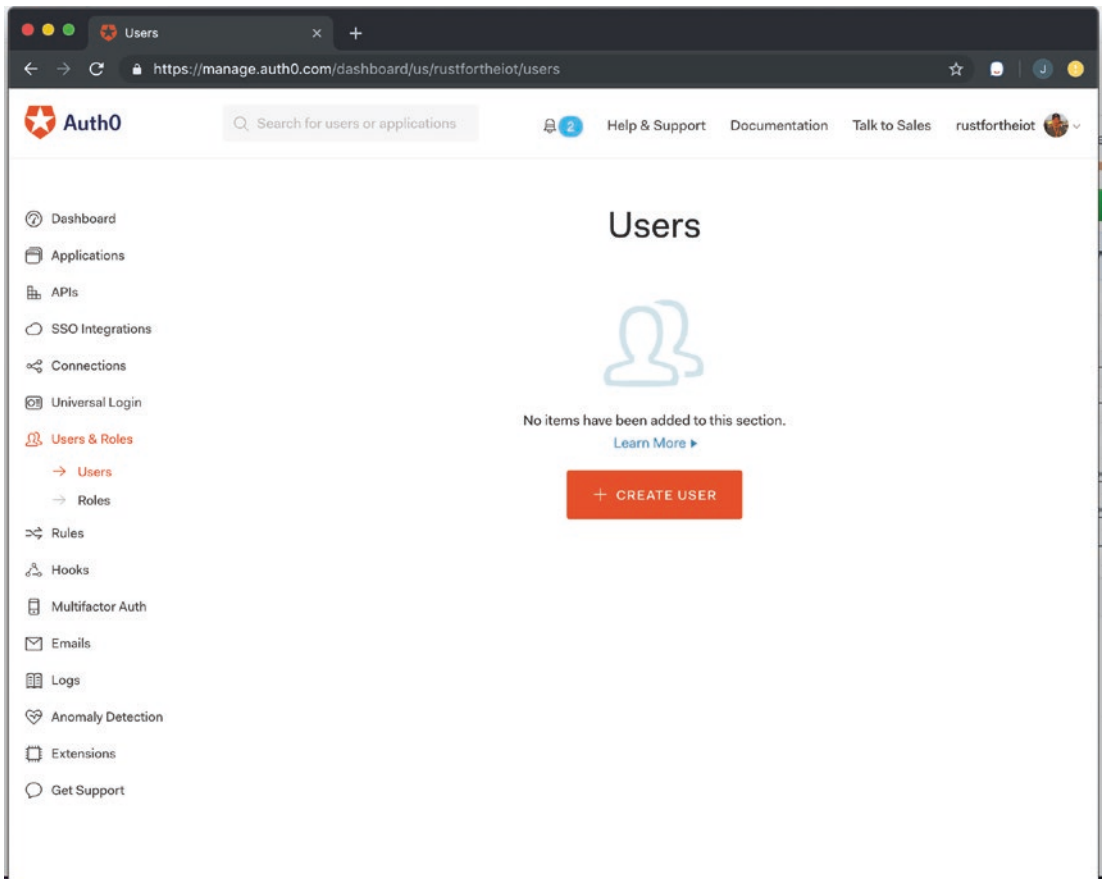 Users
https://manage.auth0.com/dashboard/us/rustfortheiot/users
J
Auth0
Search for users or applications
2
Help & Support
Documentation
Talk to Sales
rustfortheiot
Dashboard
Applications
APIs
SSO Integrations
Connections
Universal Login
Users & Roles
Users
Roles
Rules
Hooks
Multifactor Auth
Emails
Logs
Anomaly Detection
Extensions
Get Support
Users
No items have been added to this section.
Learn More
+ CREATE USER